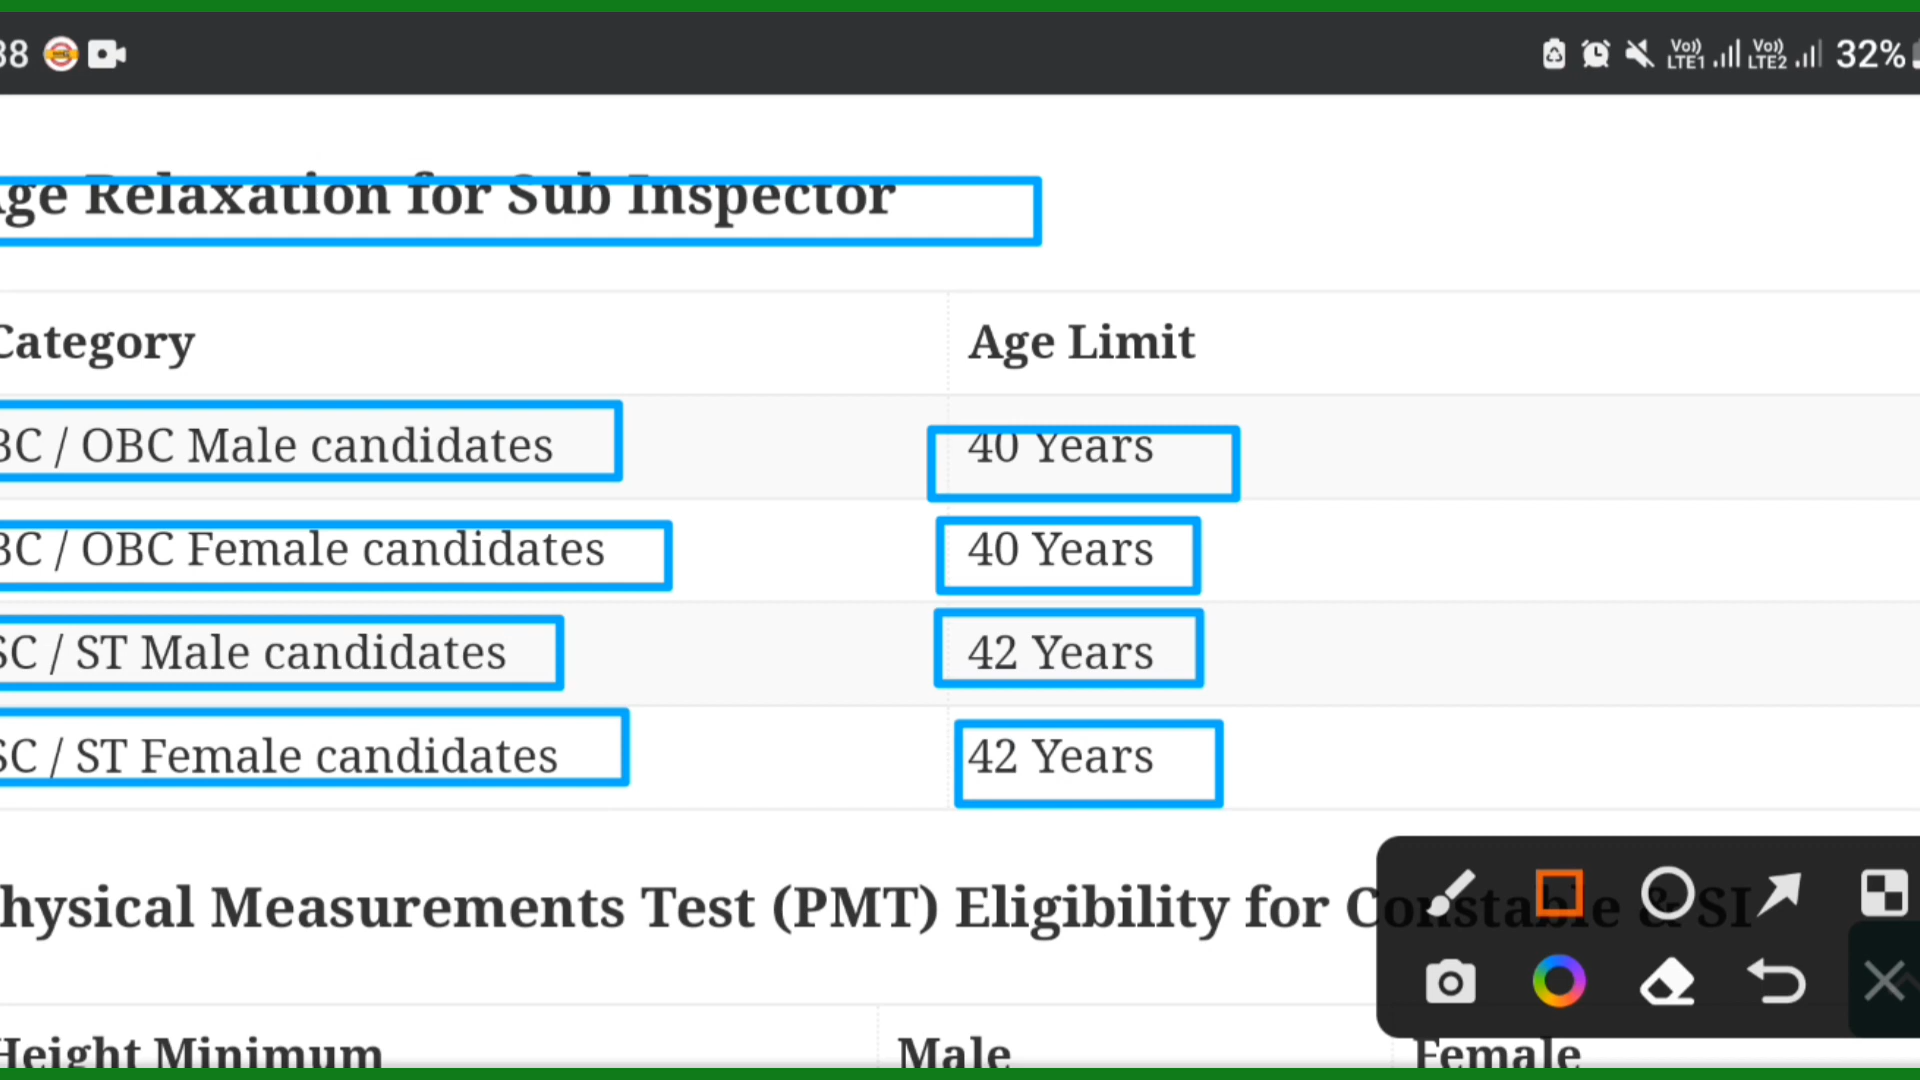 38 Vo)) LTE1 Vo)) LTE2 32%
ge Relaxation for Sub Inspector
Category Age Limit
BC / OBC Male candidates 40 Years
BC / OBC Female candidates 40 Years
SC / ST Male candidates 42 Years
SC / ST Female candidates 42 Years
hysical Measurements Test (PMT) Eligibility for Constable & SI
Height Minimum Male Female